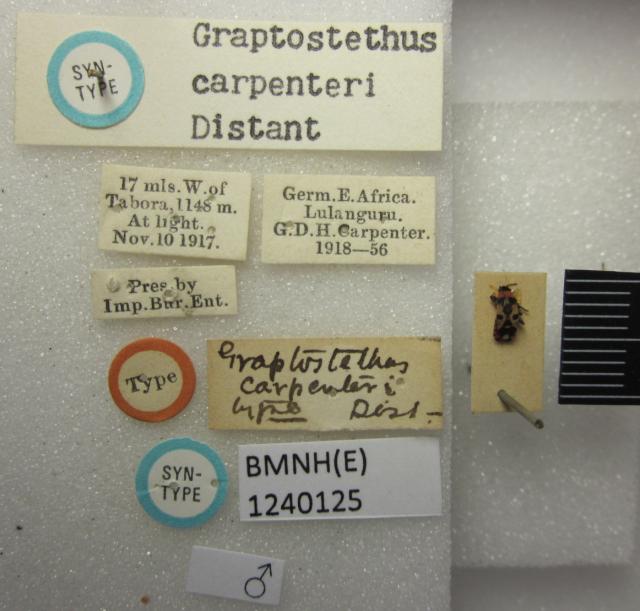 SYN-
TYPE
Graptostethus
carpenteri
Distant
17 mls. W. of
Tabora, 1148 m.
At light.
Nov. 10 1917.
Germ. E. Africa.
Lulanguru.
G.D.H. Carpenter.
1918—56
Pres. by
Imp. Bur. Ent.
Type
Graptostethus
carpenteri
type Dist.
SYN-
TYPE
BMNH(E)
1240125
♂